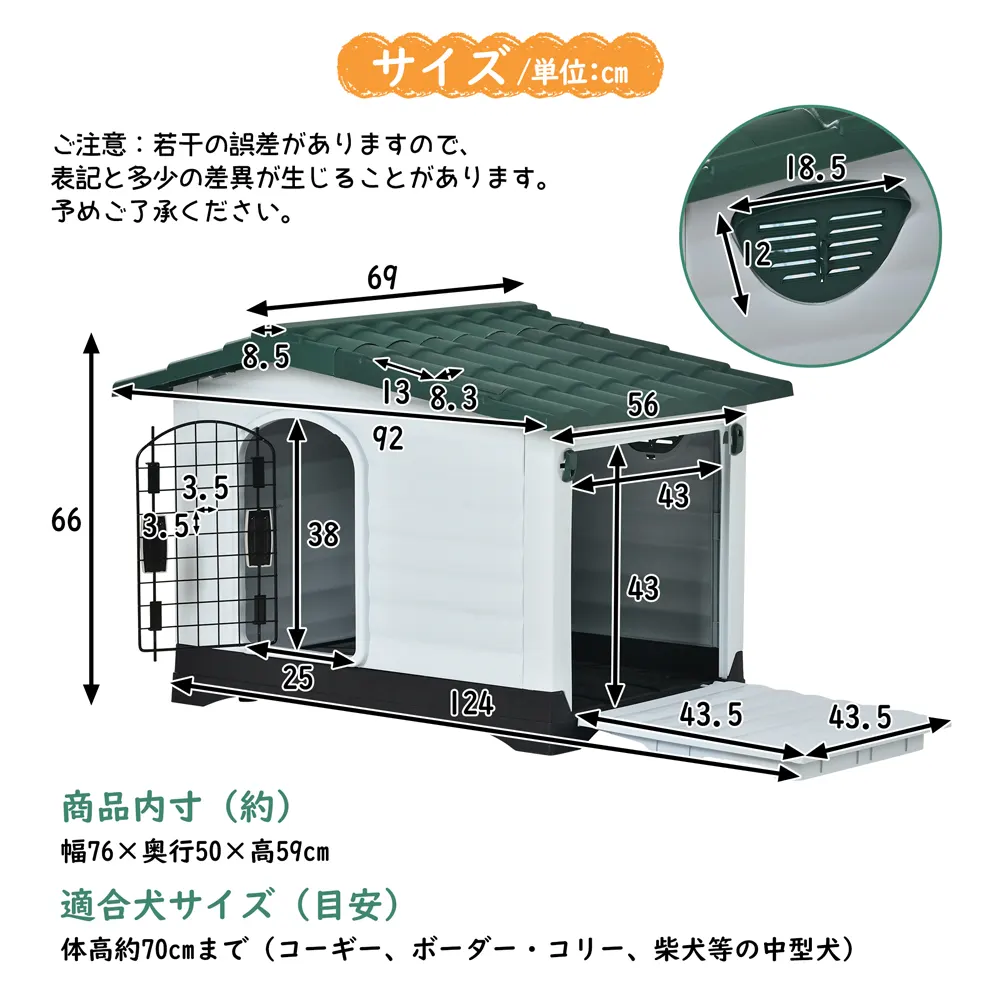 サイズ/単位:cm
ご注意：若干の誤差がありますので、
表記と多少の差異が生じることがあります。
予めご了承ください。
18.5
12
69
8.5
13
8.3
56
92
43
3.5
3.5
66
38
43
25
124
43.5
43.5
商品内寸（約）
幅76×奥行50×高59cm
適合犬サイズ（目安）
体高約70cmまで（コーギー、ボーダー・コリー、柴犬等の中型犬）